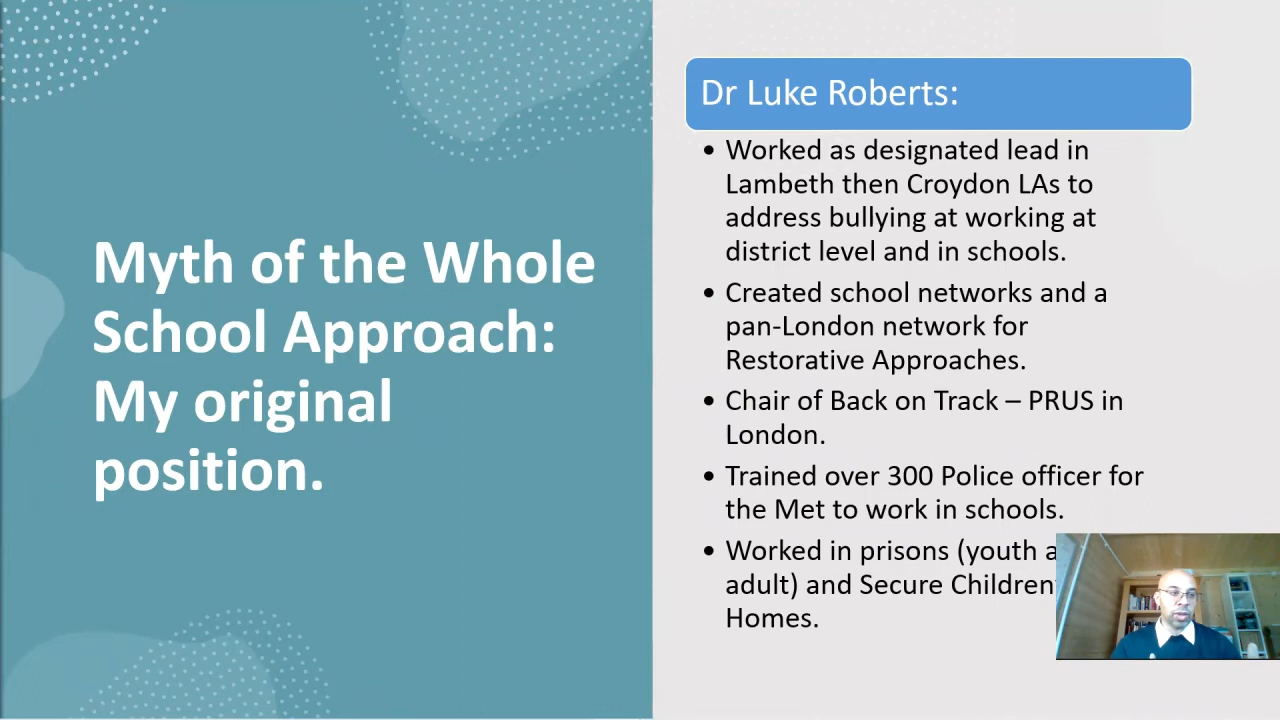 Myth of the Whole
School Approach:
My original
position.
Dr Luke Roberts:
• Worked as designated lead in
Lambeth then Croydon LAs to
address bullying at working at
district level and in schools.
• Created school networks and a
pan-London network for
Restorative Approaches.
• Chair of Back on Track – PRUS in
London.
• Trained over 300 Police officer for
the Met to work in schools.
• Worked in prisons (youth
adult) and Secure Children
Homes.